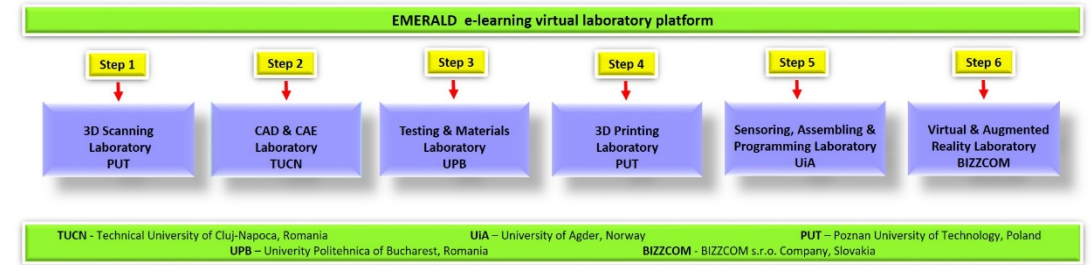 EMERALD e-learning virtual laboratory platform
Step 1
Step 2
Step 3
Step 4
Step 5
Step 6
3D Scanning
Laboratory
PUT
CAD & CAE
Laboratory
TUCN
Testing & Materials
Laboratory
UPB
3D Printing
Laboratory
PUT
Sensoring, Assembling &
Programming Laboratory
UiA
Virtual & Augmented
Reality Laboratory
BIZZCOM
TUCN - Technical University of Cluj-Napoca, Romania UiA – University of Agder, Norway PUT – Poznan University of Technology, Poland
UPB – Univerity Politehnica of Bucharest, Romania BIZZCOM - BIZZCOM s.r.o. Company, Slovakia